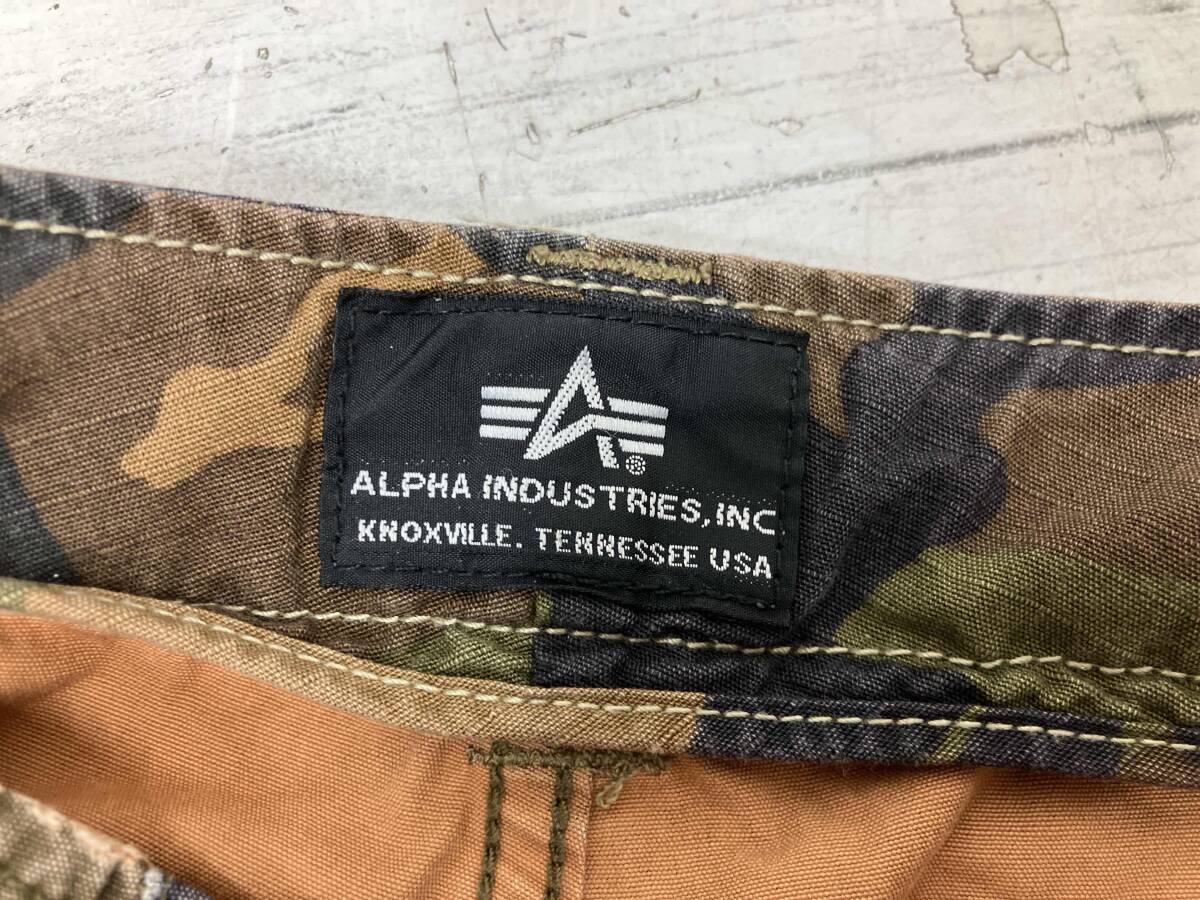 ®
ALPHA INDUSTRIES, INC
KNOXVILLE. TENNESSEE USA